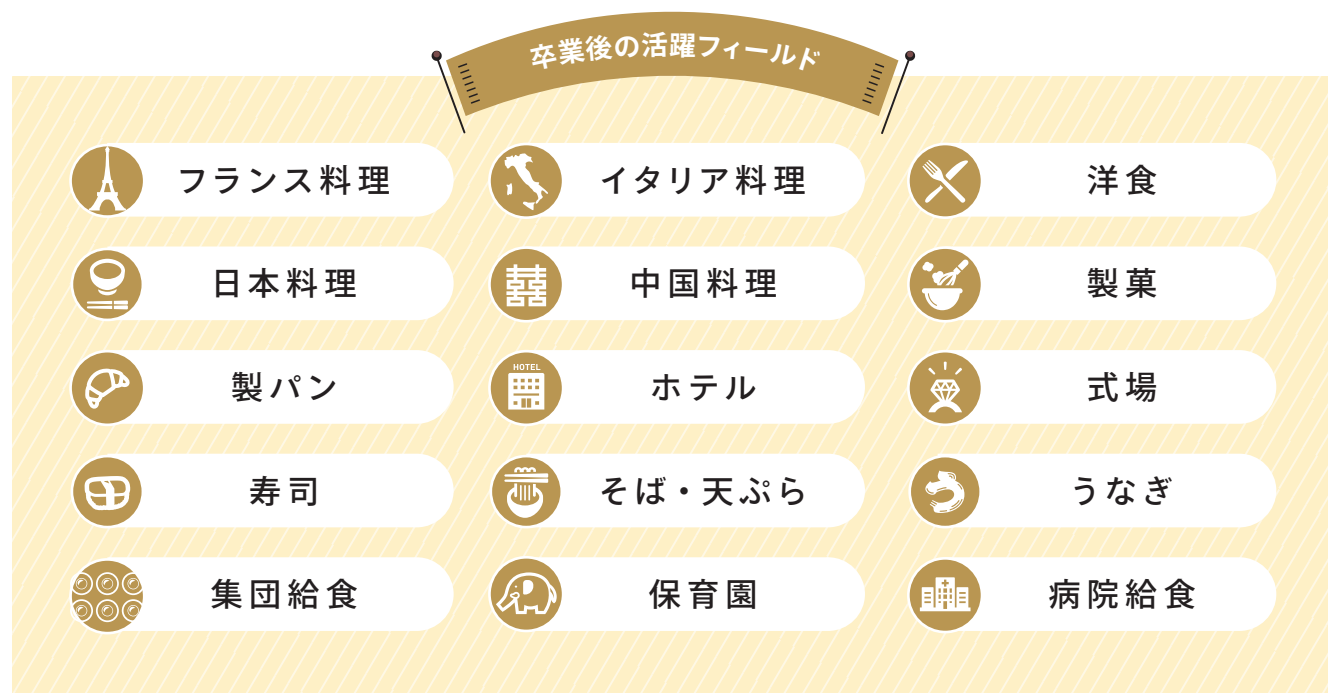 卒業後の活躍フィールド
フランス料理
イタリア料理
洋食
日本料理
中国料理
製菓
製パン
HOTEL
ホテル
式場
寿司
そば・天ぷら
うなぎ
集団給食
保育園
病院給食